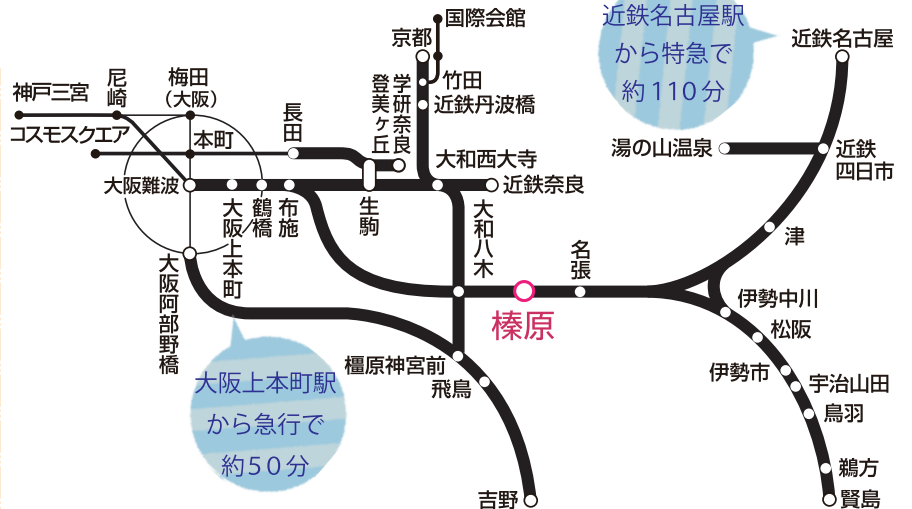 国際会館
京都
近鉄名古屋駅
から特急で
約110分
近鉄名古屋
神戸三宮
尼崎
梅田
(大阪)
竹田
学研奈良
登美ヶ丘
近鉄丹波橋
コスモスクエア
本町
長田
湯の山温泉
近鉄
四日市
大和西大寺
大阪難波
近鉄奈良
大阪上本町
鶴橋
布施
生駒
大和八木
津
名張
大阪阿部野橋
伊勢中川
榛原
松阪
橿原神宮前
伊勢市
宇治山田
飛鳥
鳥羽
大阪上本町駅
から急行で
約50分
鵜方
吉野
賢島